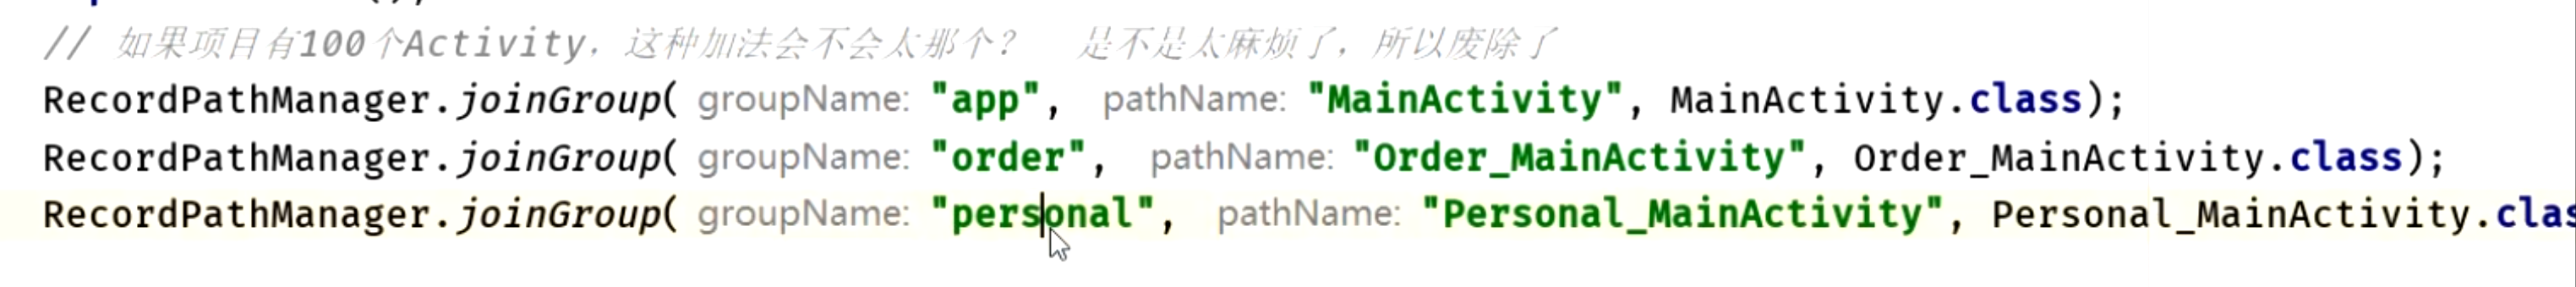 // 如果项目有100个Activity，这种加法会不会太那个？ 是不是太麻烦了，所以废除了
RecordPathManager.joinGroup( groupName: "app", pathName: "MainActivity", MainActivity.class);
RecordPathManager.joinGroup( groupName: "order", pathName: "Order_MainActivity", Order_MainActivity.class);
RecordPathManager.joinGroup( groupName: "personal", pathName: "Personal_MainActivity", Personal_MainActivity.clas